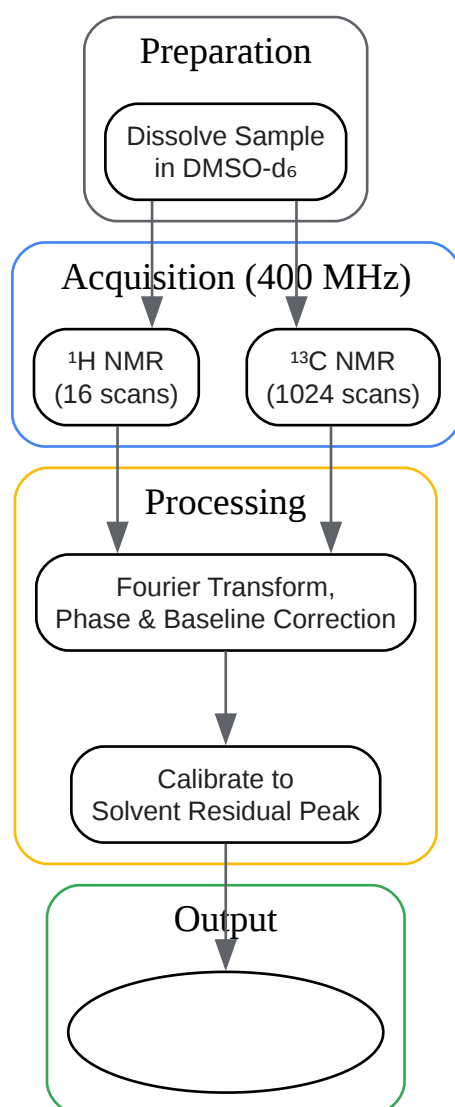 Preparation
Dissolve Sample
in DMSO-d₆
Acquisition (400 MHz)
¹H NMR
(16 scans)
¹³C NMR
(1024 scans)
Processing
Fourier Transform,
Phase & Baseline Correction
Calibrate to
Solvent Residual Peak
Output